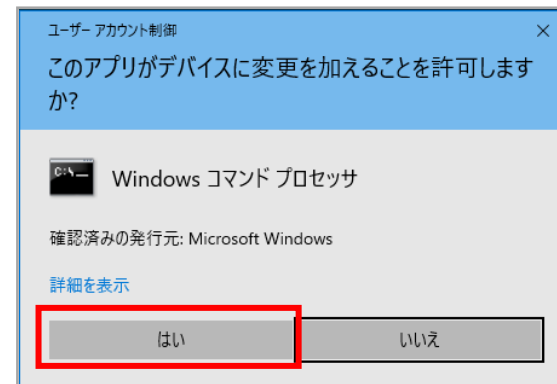 ユーザー アカウント制御
このアプリがデバイスに変更を加えることを許可します
か?
C:\
Windows コマンド プロセッサ
確認済みの発行元: Microsoft Windows
詳細を表示
はい
いいえ